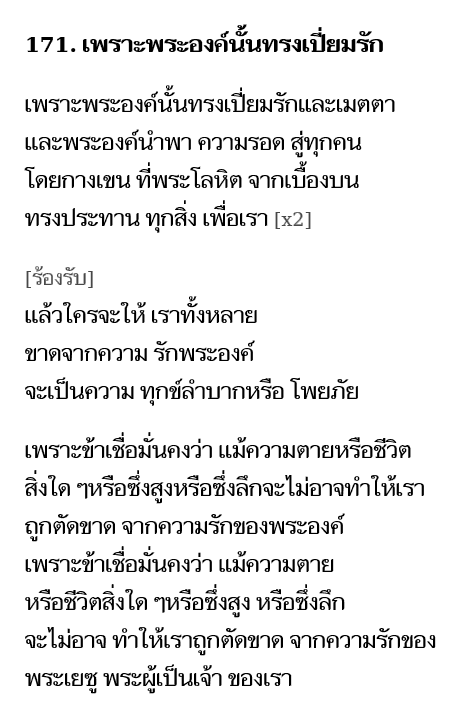 171. เพราะพระองค์นั้นทรงเปี่ยมรัก
เพราะพระองค์นั้นทรงเปี่ยมรักและเมตตา
และพระองค์นำพา ความรอด สู่ทุกคน
โดยกางเขน ที่พระโลหิต จากเบื้องบน
ทรงประทาน ทุกสิ่ง เพื่อเรา [x2]
[ร้องรับ]
แล้วใครจะให้ เราทั้งหลาย
ขาดจากความ รักพระองค์
จะเป็นความ ทุกข์ลำบากหรือ โพยภัย
เพราะข้าเชื่อมั่นคงว่า แม้ความตายหรือชีวิต
สิ่งใด ๆหรือซึ่งสูงหรือซึ่งลึกจะไม่อาจทำให้เรา
ถูกตัดขาด จากความรักของพระองค์
เพราะข้าเชื่อมั่นคงว่า แม้ความตาย
หรือชีวิตสิ่งใด ๆหรือซึ่งสูง หรือซึ่งลึก
จะไม่อาจ ทำให้เราถูกตัดขาด จากความรักของ
พระเยซู พระผู้เป็นเจ้า ของเรา